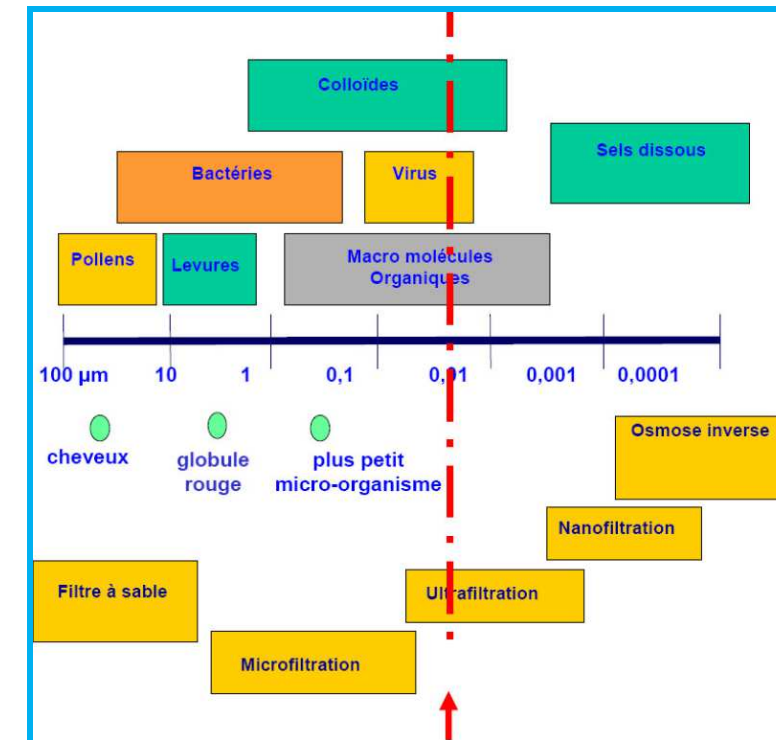 Colloïdes
Sels dissous
Bactéries
Virus
Pollens
Levures
Macro molécules
Organiques
100 µm 10 1 0,1 0,01 0,001 0,0001
cheveux
globule
rouge
plus petit
micro-organisme
Osmose inverse
Nanofiltration
Filtre à sable
Ultrafiltration
Microfiltration